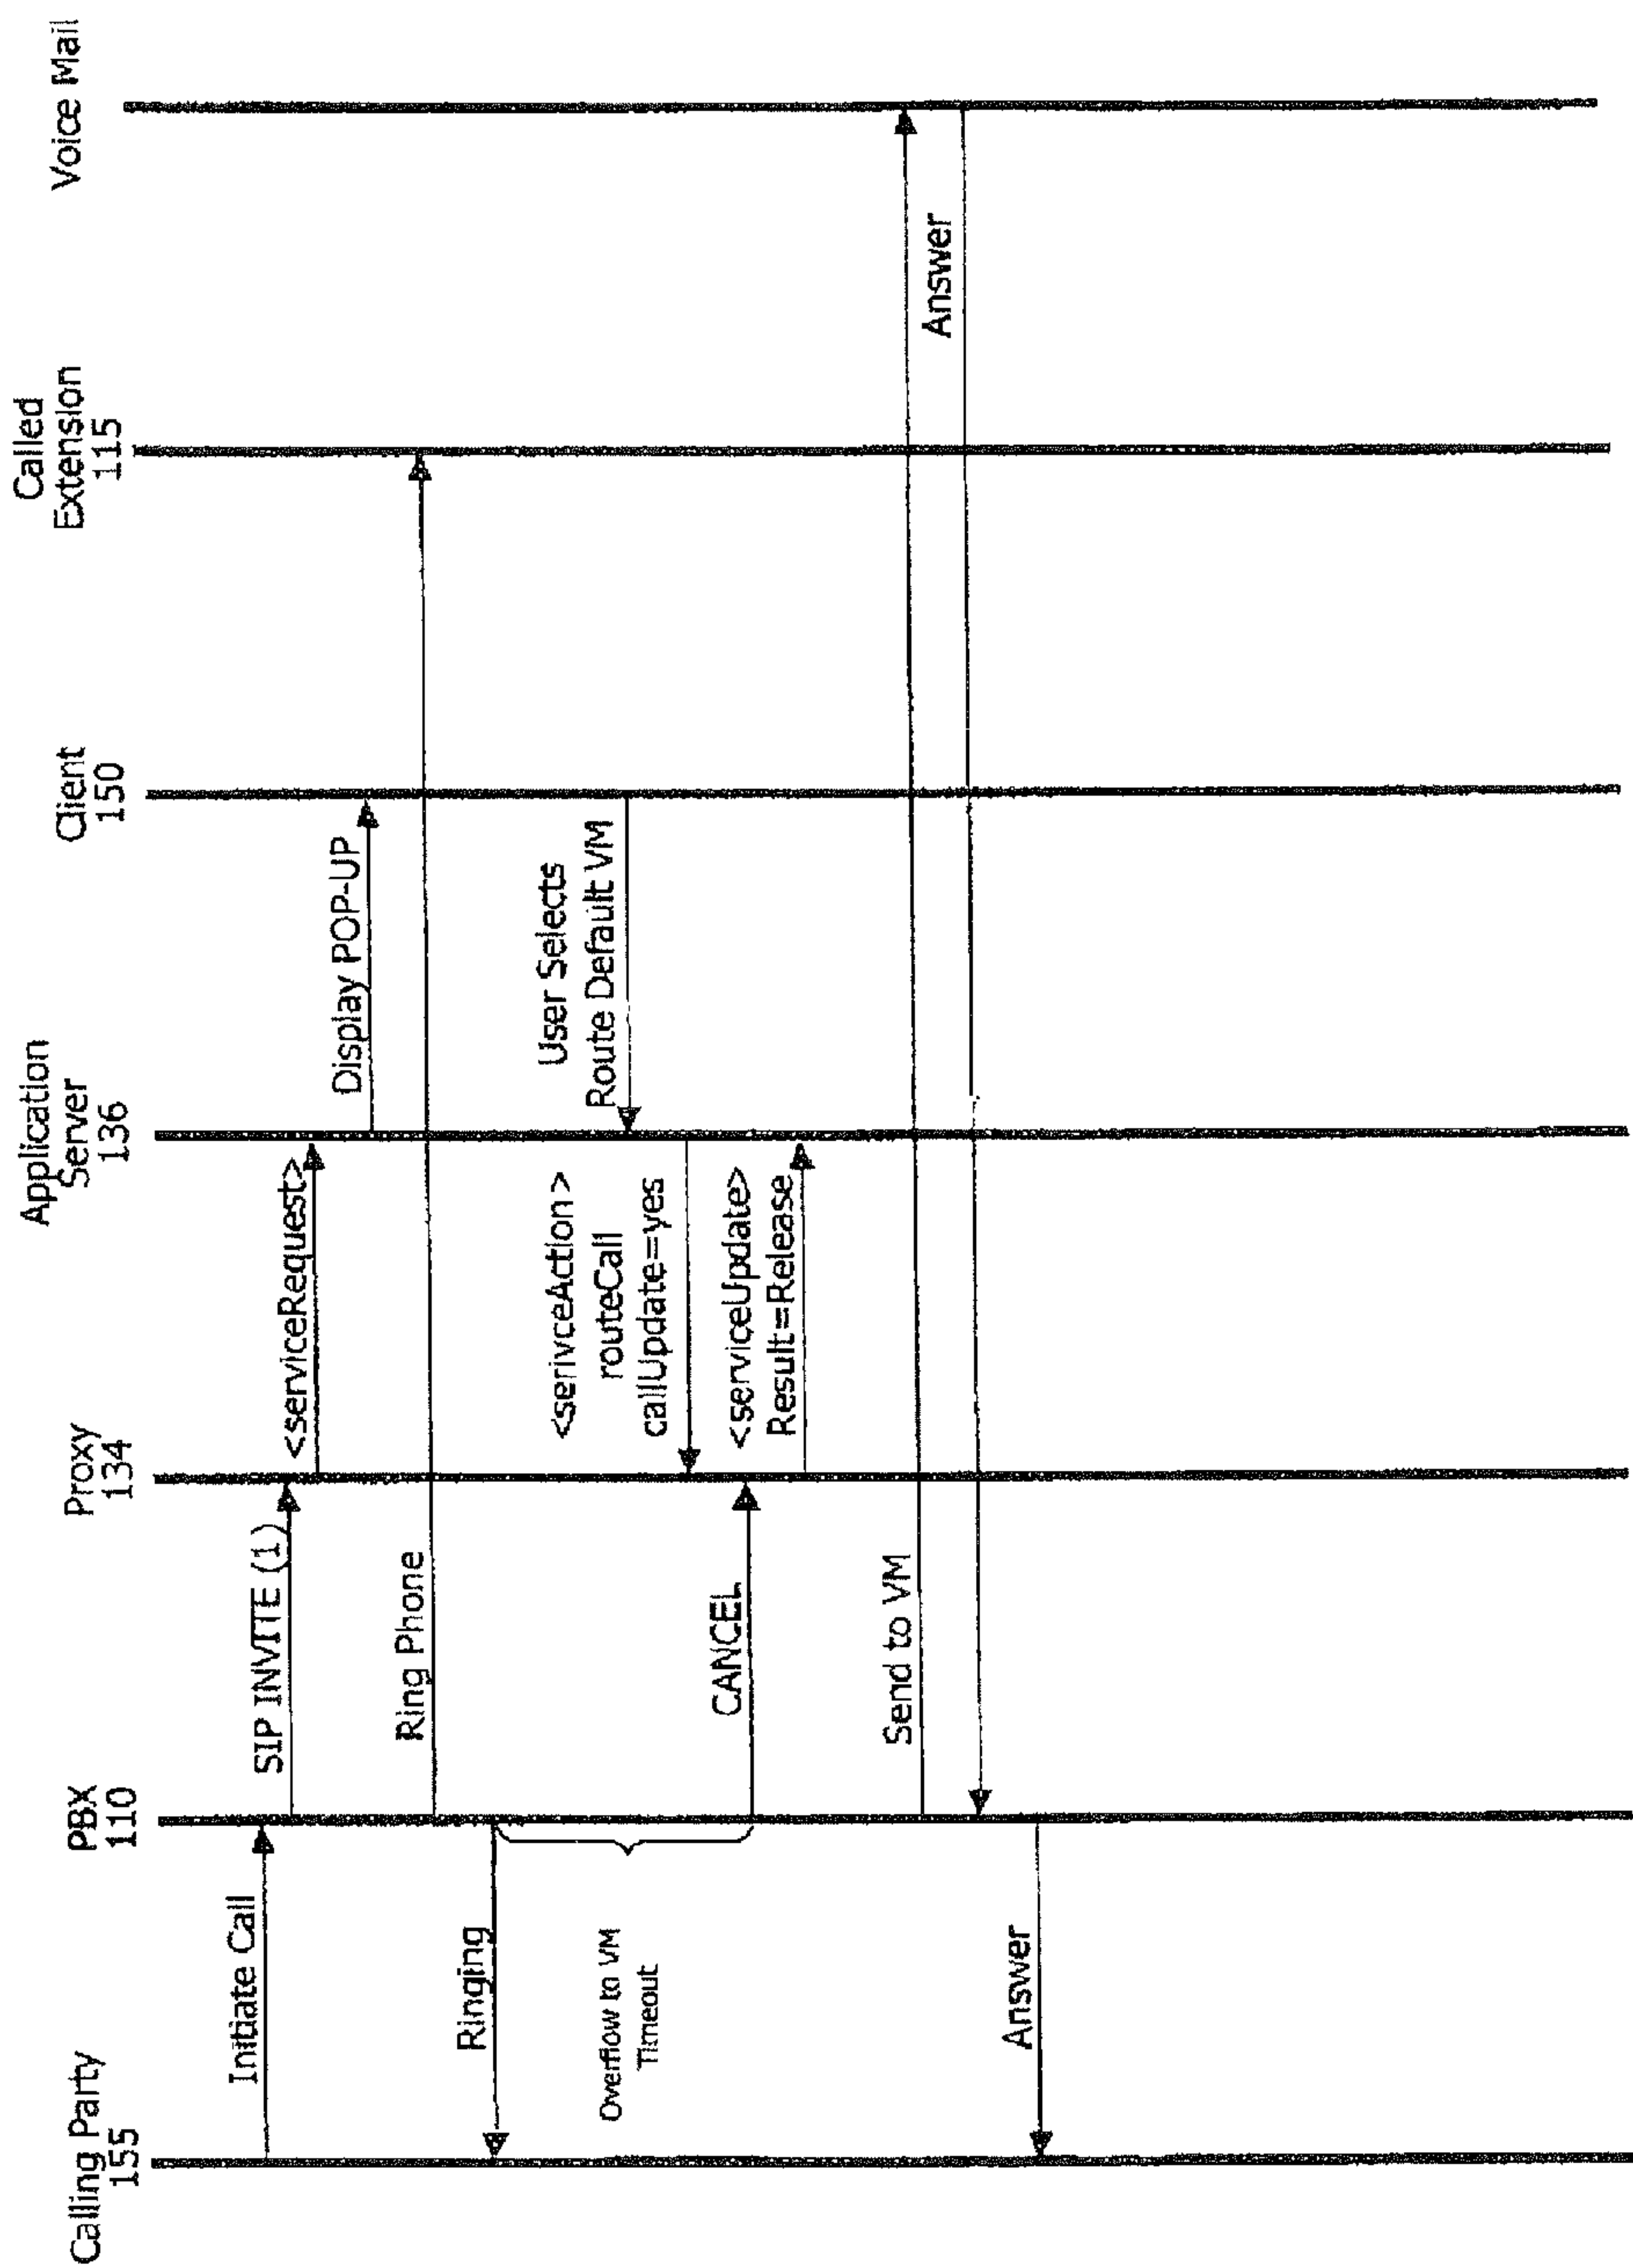 Calling Party
155
PBX
110
Proxy
134
Application
Server
136
Client
150
Called
Extension
115
Voice Mail
Initiate Call
SIP INVITE (1)
<serviceRequest>
Display POP-UP
Ring Phone
Ringing
Overflow to VM
Timeout
User Selects
Route Default VM
<serivceAction>
routeCall
callUpdate=yes
CANCEL
<serviceUpdate>
Result=Release
Send to VM
Answer
Answer